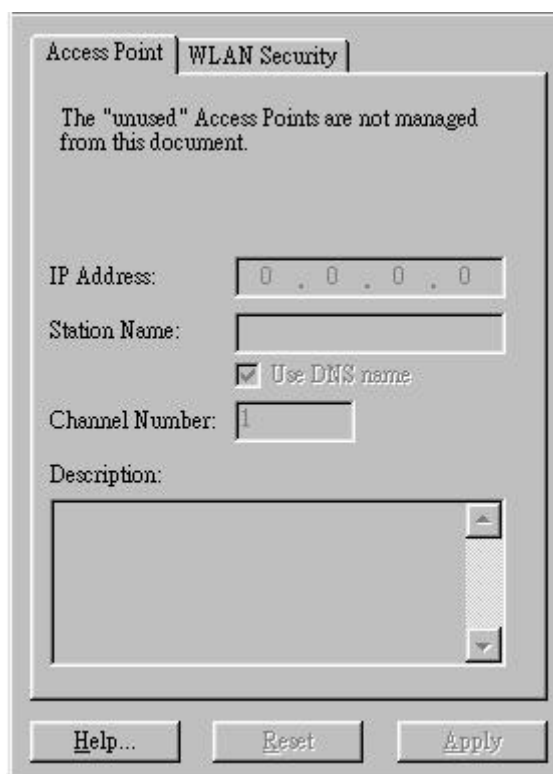 Access Point WLAN Security
The "unused" Access Points are not managed
from this document.
IP Address: 0 . 0 . 0 . 0
Station Name:
Use DNS name
Channel Number: 1
Description:
Help... Reset Apply